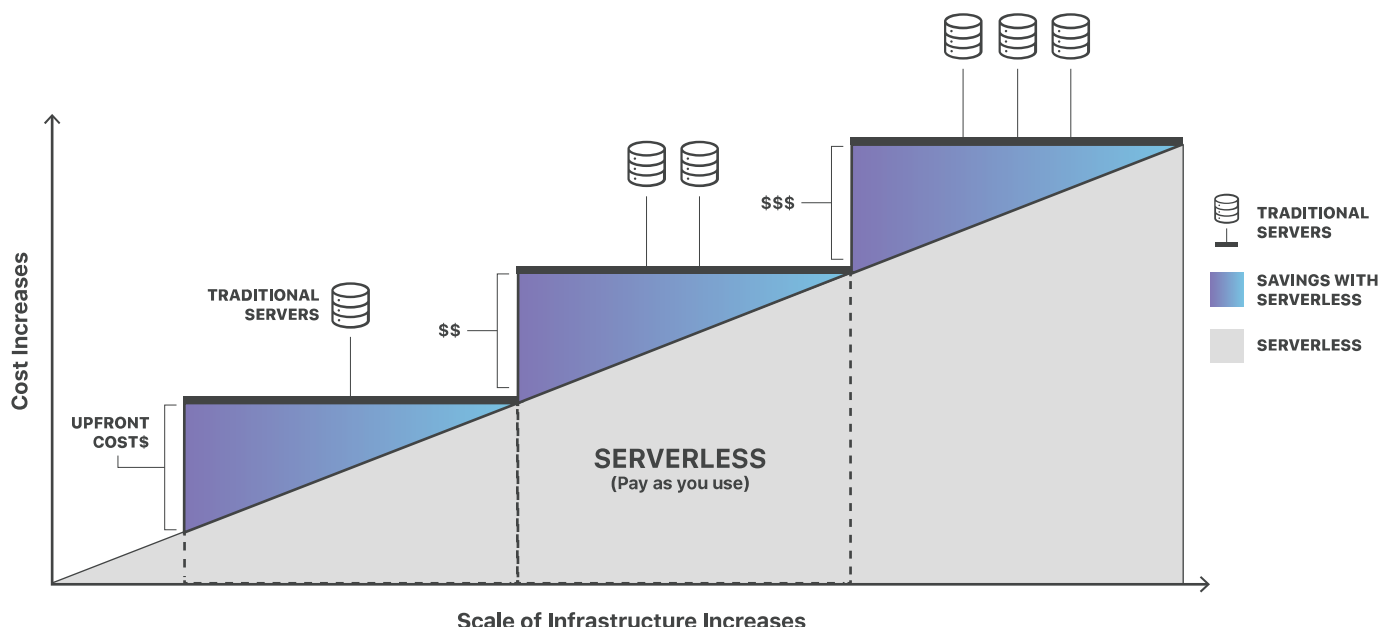 $$$
TRADITIONAL
SERVERS
$$
UPFRONT
COST$
Cost Increases
SERVERLESS
(Pay as you use)
Scale of Infrastructure Increases
TRADITIONAL
SERVERS
SAVINGS WITH
SERVERLESS
SERVERLESS